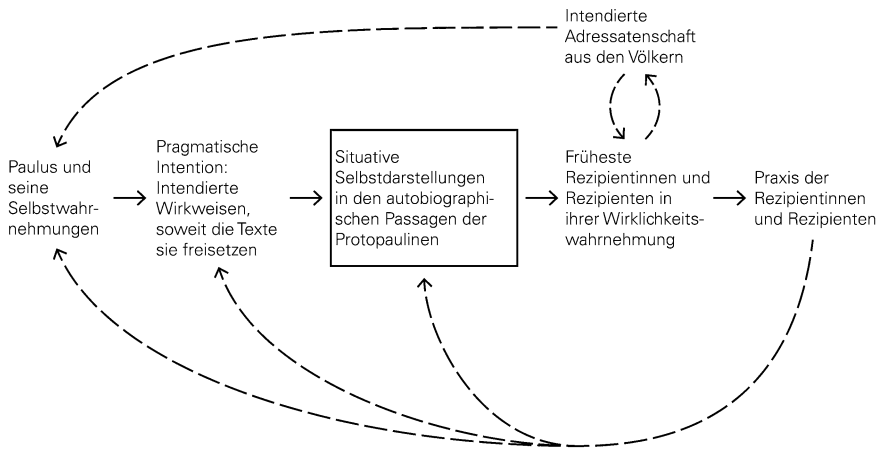 Intendierte
Adressatenschaft
aus den Völkern
Paulus und
seine
Selbstwahr-
nehmungen
Pragmatische
Intention:
Intendierte
Wirkweisen,
soweit die Texte
sie freisetzen
Situative
Selbstdarstellungen
in den autobiographi-
schen Passagen der
Protopaulinen
Früheste
Rezipientinnen und
Rezipienten in
ihrer Wirklichkeits-
wahrnehmung
Praxis der
Rezipientinnen
und Rezipienten